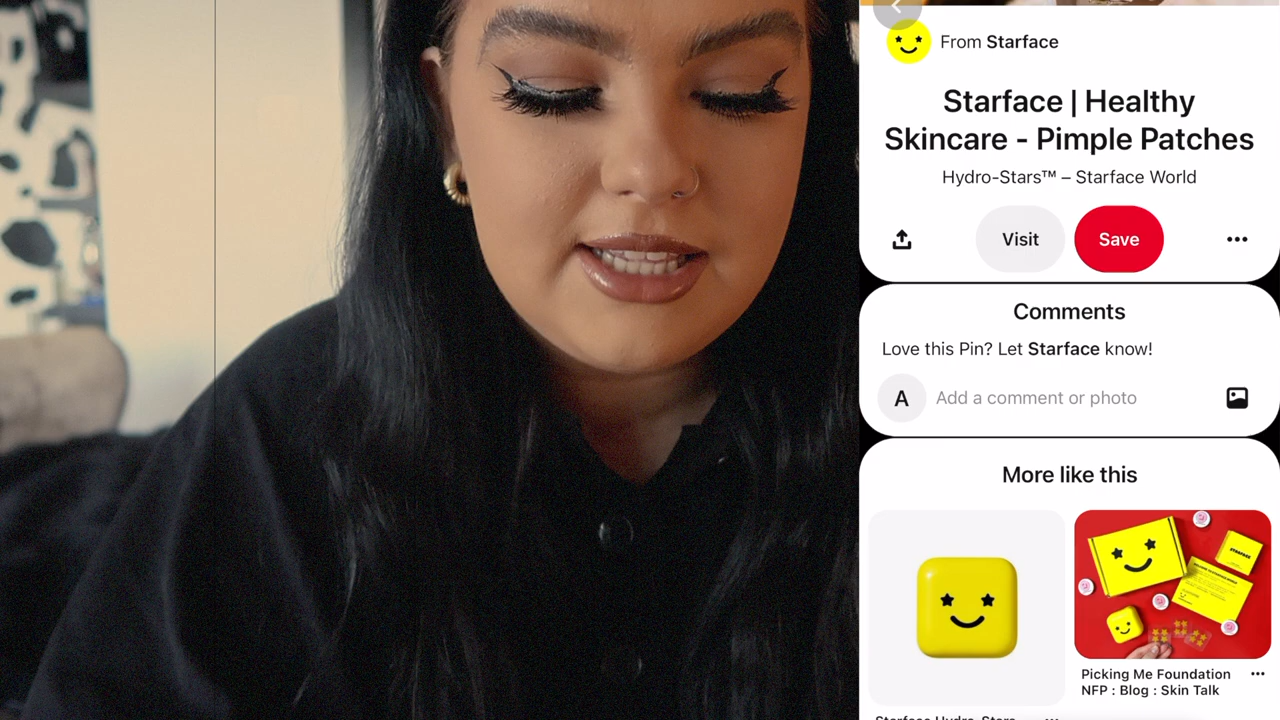 From Starface
Starface | Healthy
Skincare - Pimple Patches
Hydro-Stars™ – Starface World
Visit
Save
Comments
Love this Pin? Let Starface know!
A
Add a comment or photo
More like this
STARFACE
Picking Me Foundation
NFP : Blog : Skin Talk